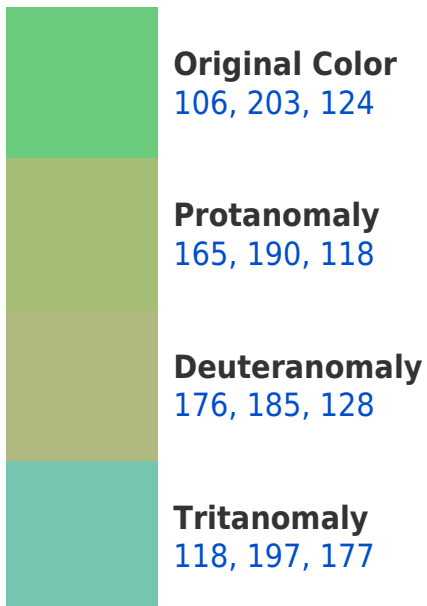 Original Color
106, 203, 124
Protanomaly
165, 190, 118
Deuteranomaly
176, 185, 128
Tritanomaly
118, 197, 177